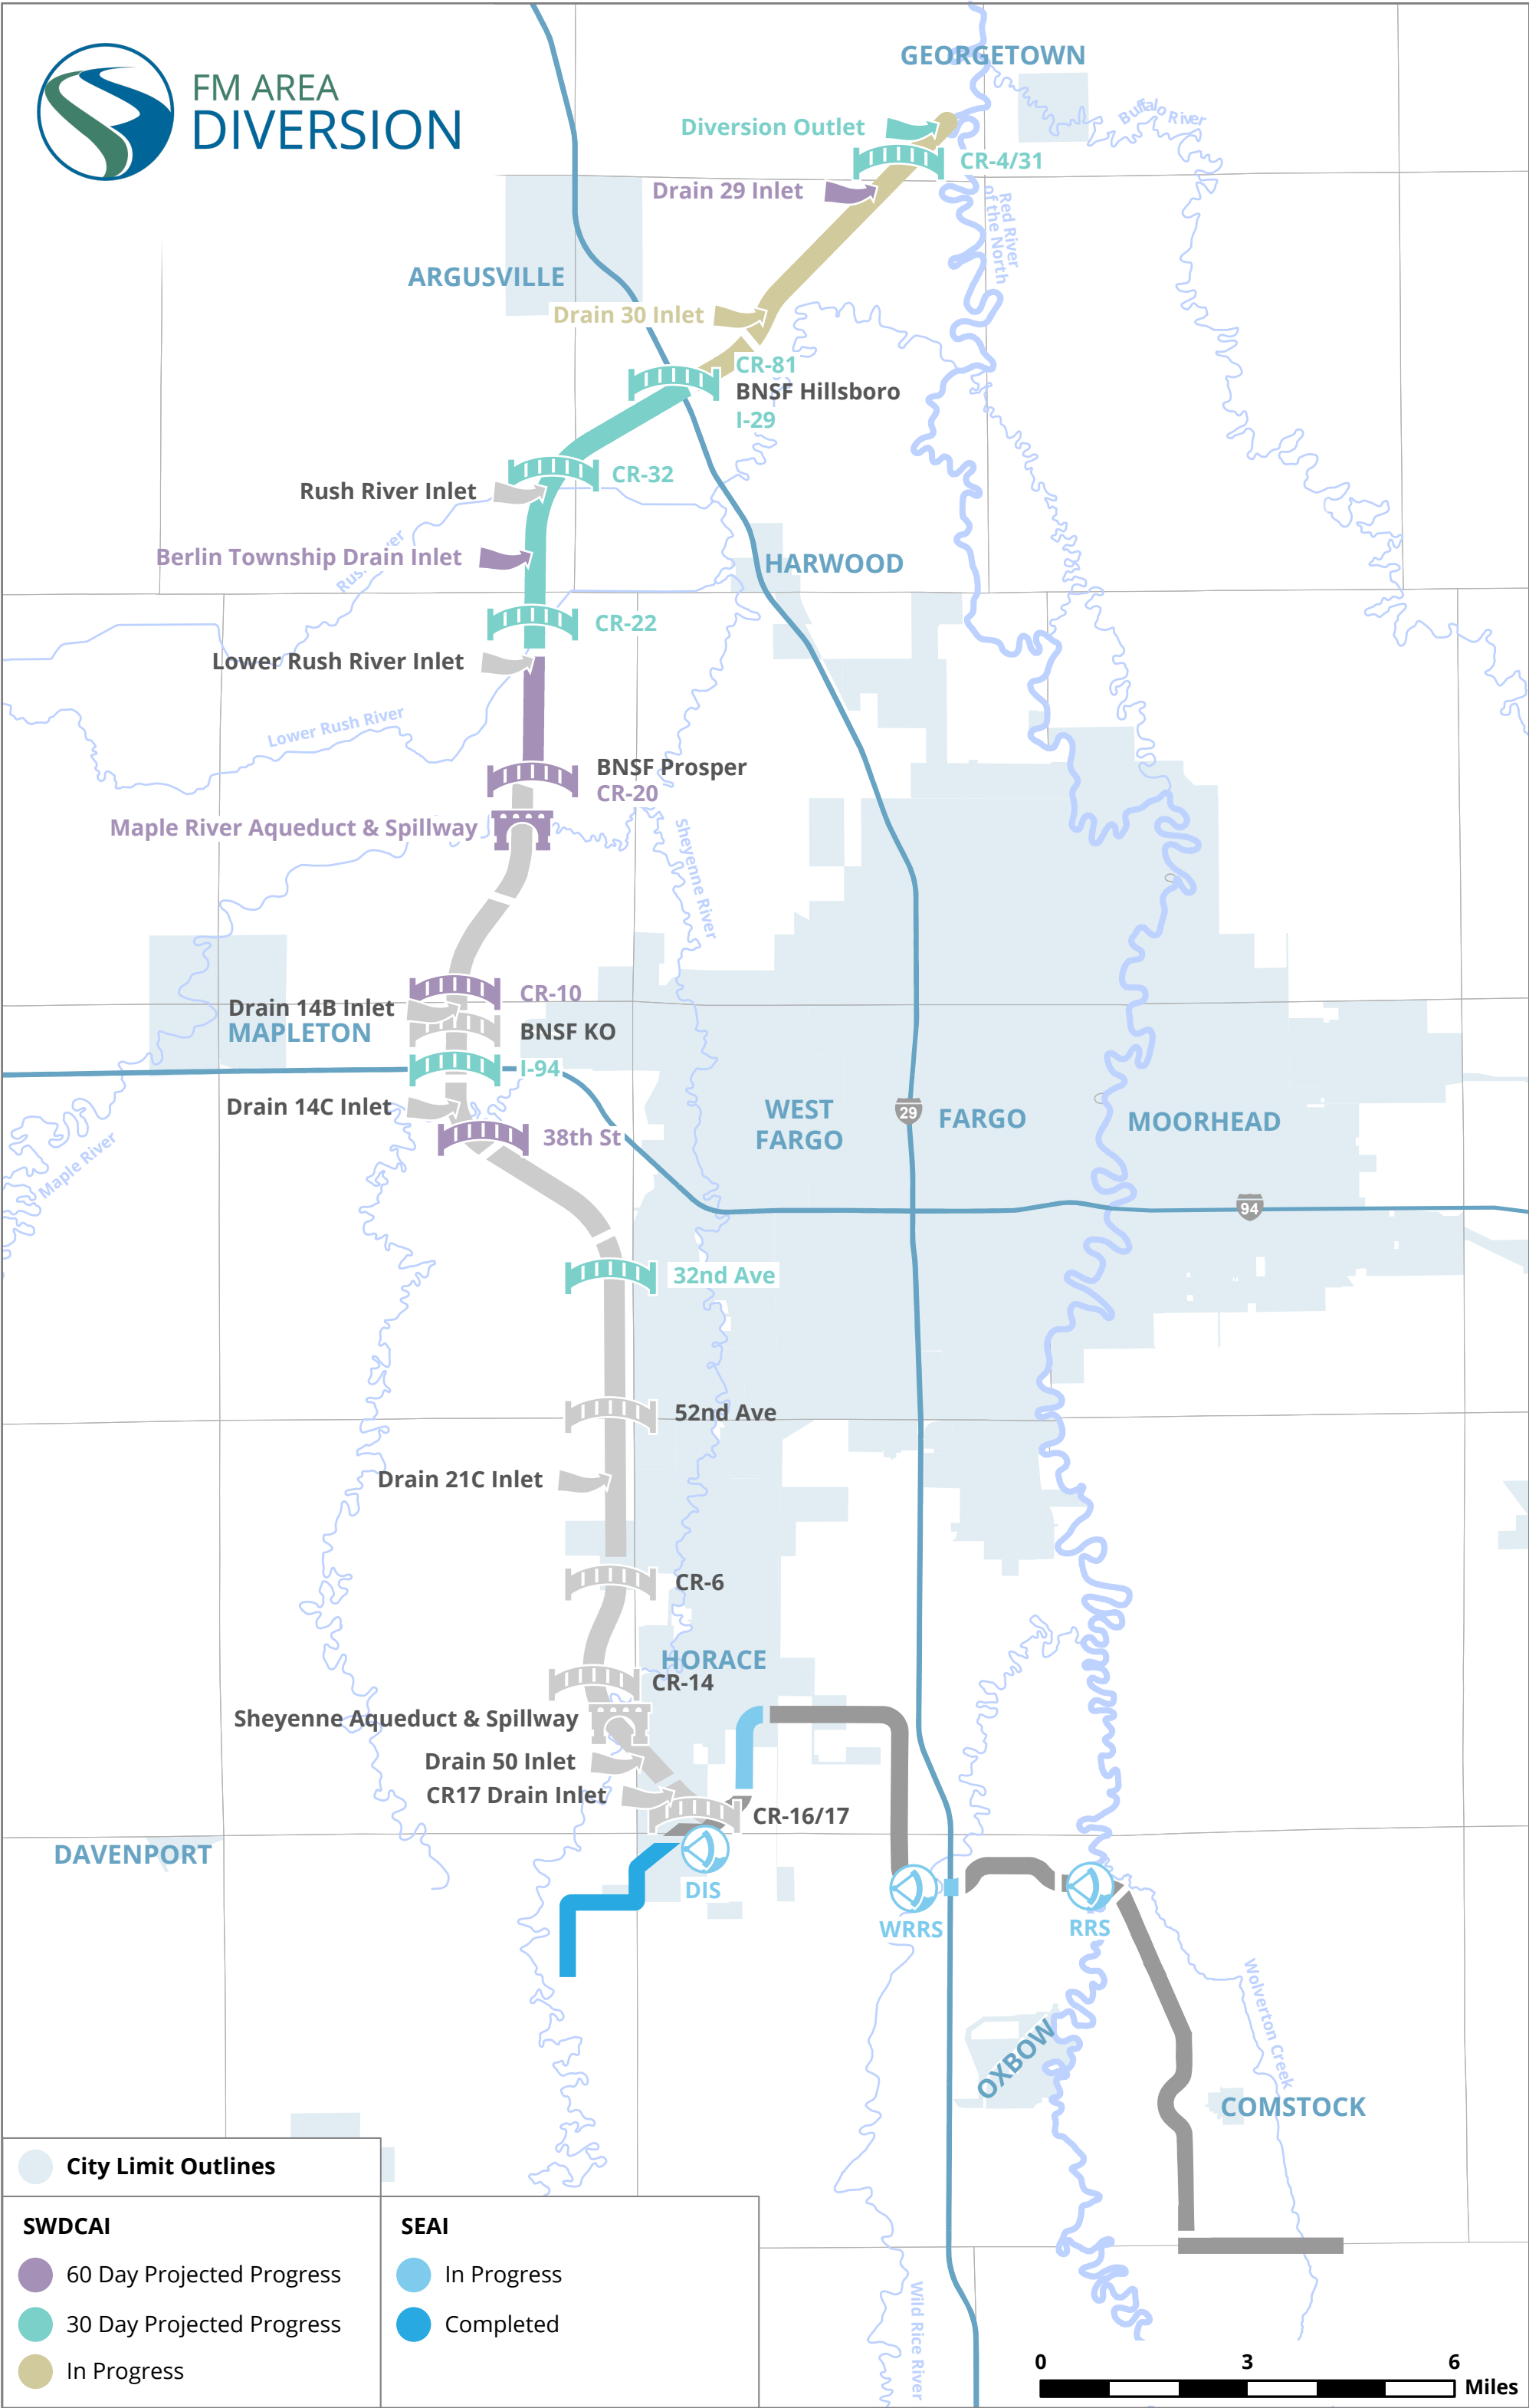 FM AREA
DIVERSION
GEORGETOWN
Buffalo River
Diversion Outlet
CR-4/31
Drain 29 Inlet
Red River
of the North
ARGUSVILLE
Drain 30 Inlet
CR-81
BNSF Hillsboro
I-29
CR-32
Rush River Inlet
Berlin Township Drain Inlet
HARWOOD
CR-22
Lower Rush River Inlet
Lower Rush River
BNSF Prosper
CR-20
Maple River Aqueduct & Spillway
Sheyenne River
CR-10
Drain 14B Inlet
MAPLETON
BNSF KO
I-94
Drain 14C Inlet
WEST
FARGO
29
FARGO
MOORHEAD
38th St
Maple River
94
32nd Ave
52nd Ave
Drain 21C Inlet
CR-6
HORACE
CR-14
Sheyenne Aqueduct & Spillway
Drain 50 Inlet
CR17 Drain Inlet
CR-16/17
DAVENPORT
DIS
WRRS
RRS
Wolverton Creek
OXBOW
COMSTOCK
City Limit Outlines
SWDCAI
60 Day Projected Progress
30 Day Projected Progress
In Progress
SEAI
In Progress
Completed
Wild Rice River
0 3 6
Miles